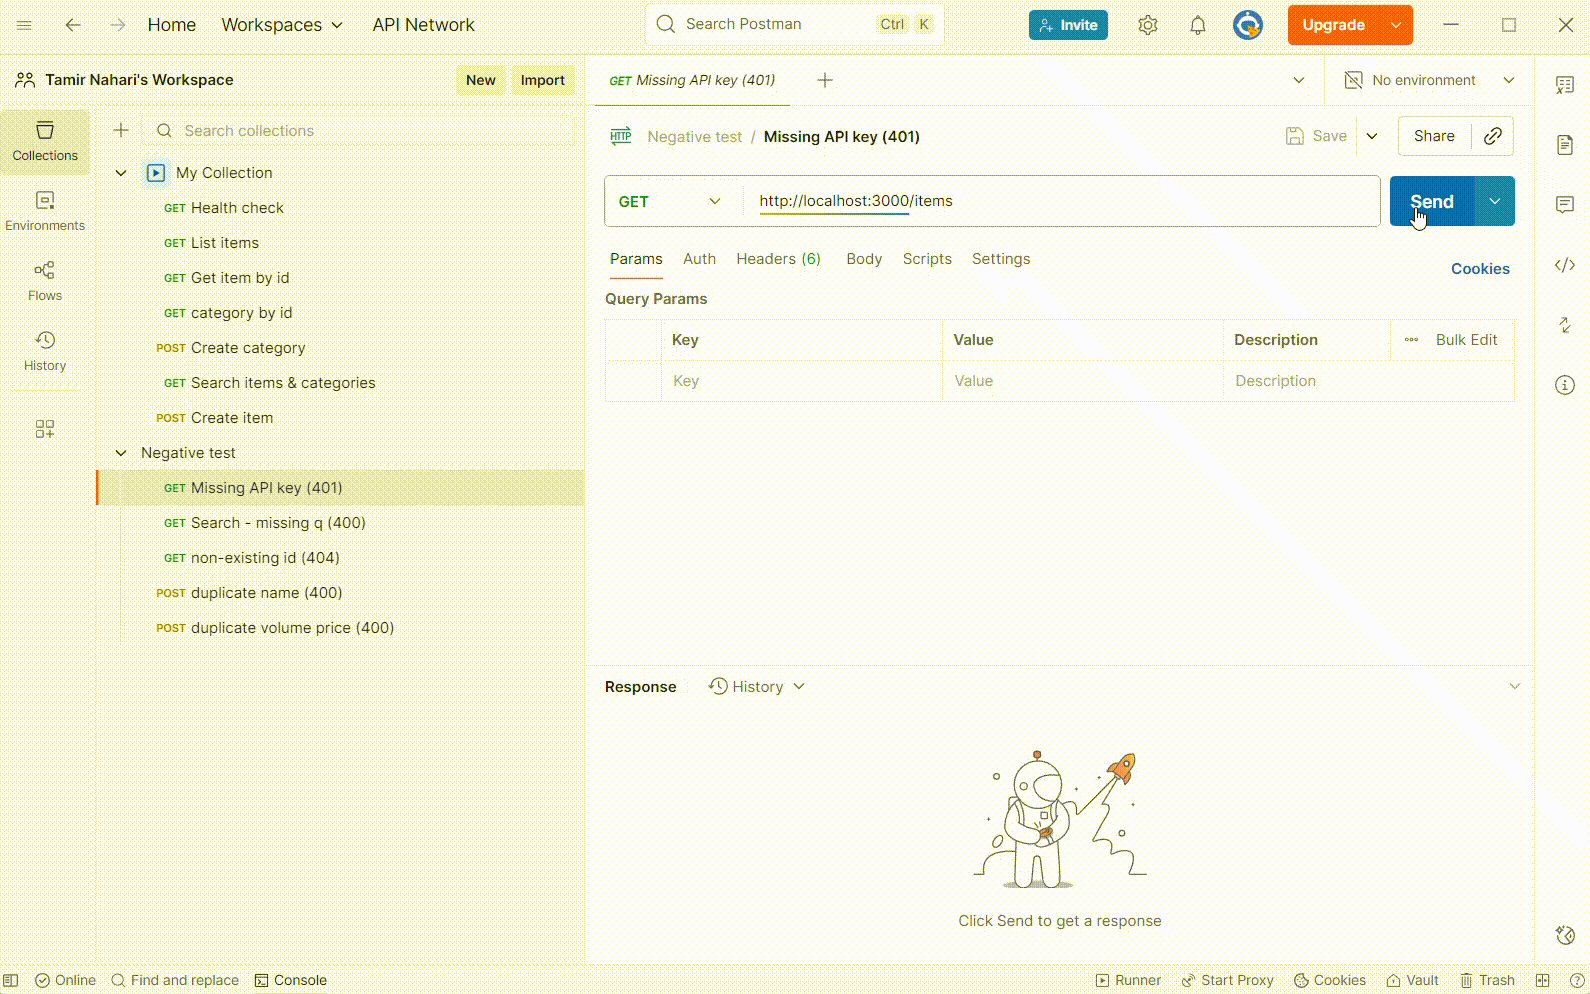 Home Workspaces API Network Search Postman Ctrl K Invite Upgrade
Tamir Nahari's Workspace New Import
GET Missing API key (401) No environment
Collections
Environments
Flows
History
Search collections
My Collection
GET Health check
GET List items
GET Get item by id
GET category by id
POST Create category
GET Search items & categories
POST Create item
Negative test
GET Missing API key (401)
GET Search - missing q (400)
GET non-existing id (404)
POST duplicate name (400)
POST duplicate volume price (400)
HTTP Negative test / Missing API key (401) Save Share
GET http://localhost:3000/items Send
Params Auth Headers (6) Body Scripts Settings Cookies
Query Params
Key Value Description Bulk Edit
Key Value Description
Response History
Click Send to get a response
Online Find and replace Console Runner Start Proxy Cookies Vault Trash